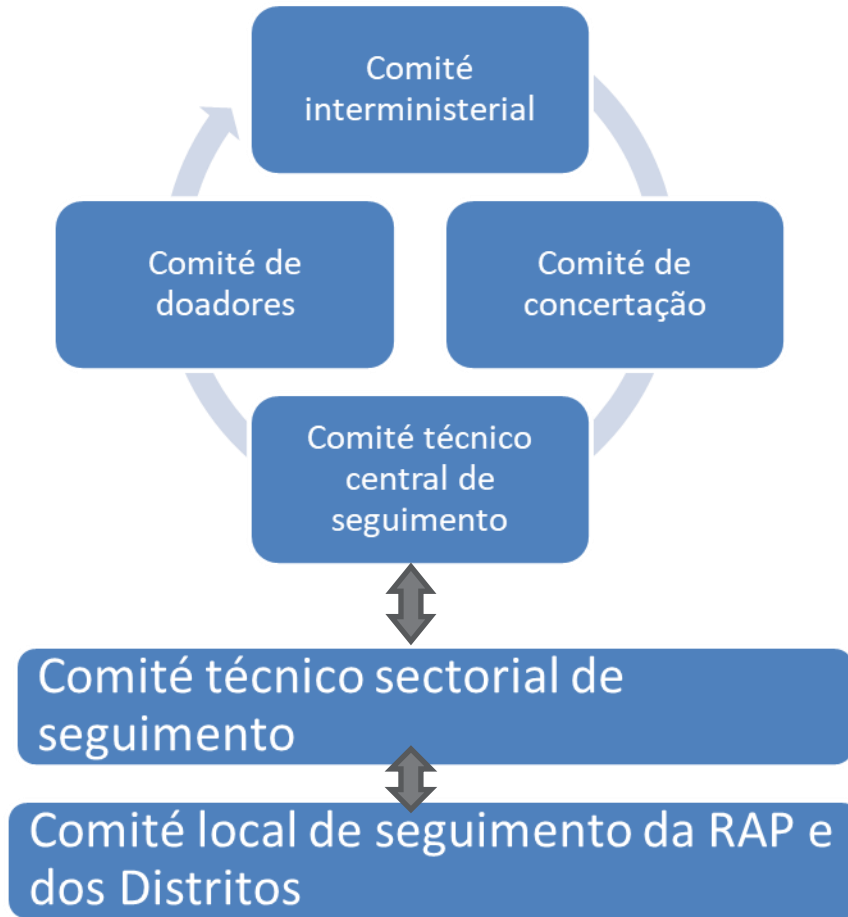 Comité
interministerial
Comité de
doadores
Comité de
concertação
Comité técnico
central de
seguimento
Comité técnico sectorial de
seguimento
Comité local de seguimento da RAP e
dos Distritos